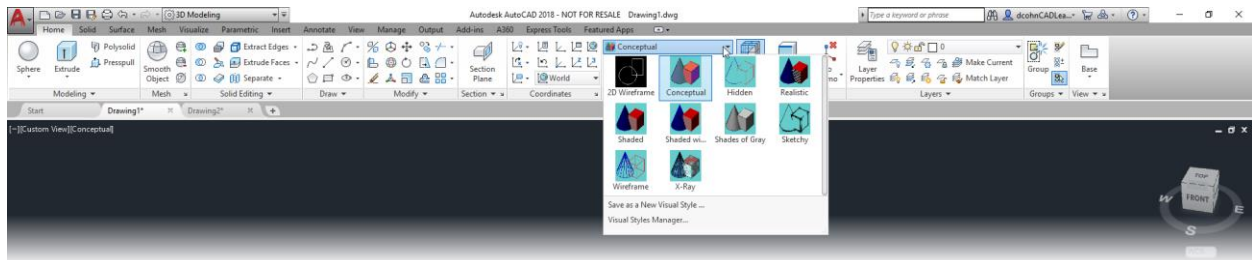 3D Modeling Autodesk AutoCAD 2018 - NOT FOR RESALE Drawing1.dwg Type a keyword or phrase dcohnCADLea...
Home Solid Surface Mesh Visualize Parametric Insert Annotate View Manage Output Add-ins A360 Express Tools Featured Apps
Polysolid Extract Edges Conceptual 0
Sphere Extrude Presspull Smooth Object Extrude Faces Section Plane Layer Properties Make Current Group Base
Separate World Match Layer
Modeling Mesh Solid Editing Draw Modify Section Coordinates Layers Groups View
2D Wireframe Conceptual Hidden Realistic
Start Drawing1* Drawing2*
[−][Custom View][Conceptual]
Shaded Shaded wi... Shades of Gray Sketchy
Wireframe X-Ray
Save as a New Visual Style ...
Visual Styles Manager...
TOP
W FRONT E
S